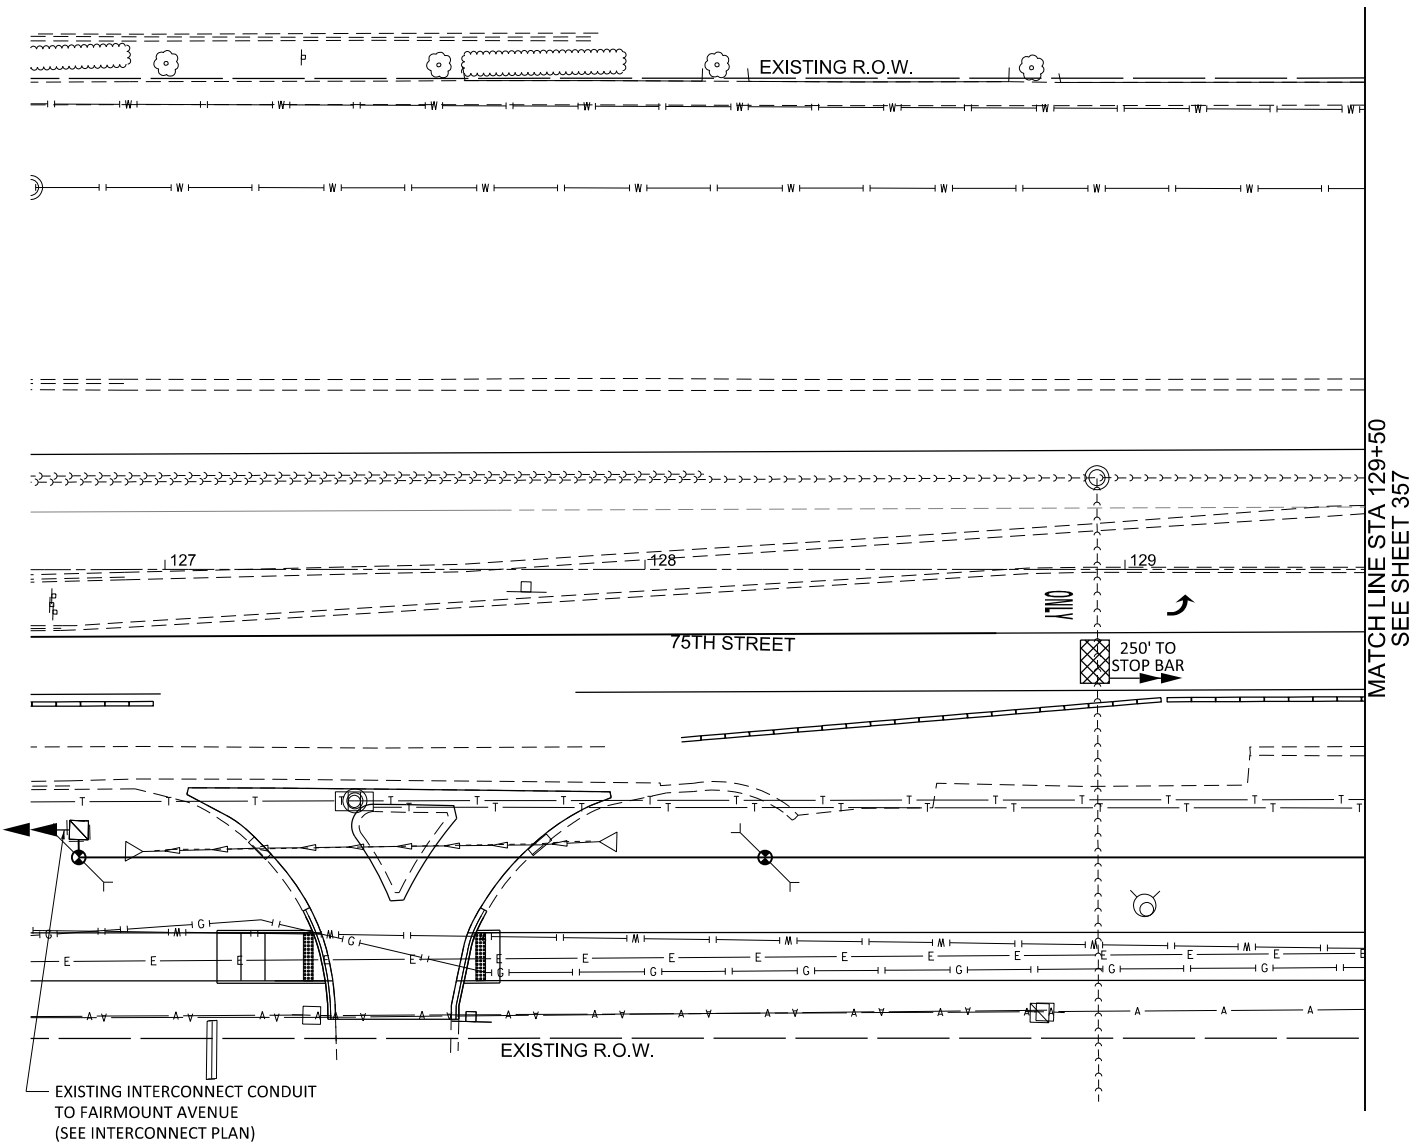 EXISTING R.O.W.
127
128
129
ONLY
75TH STREET
250' TO
STOP BAR
MATCH LINE STA 129+50
SEE SHEET 357
EXISTING R.O.W.
EXISTING INTERCONNECT CONDUIT
TO FAIRMOUNT AVENUE
(SEE INTERCONNECT PLAN)